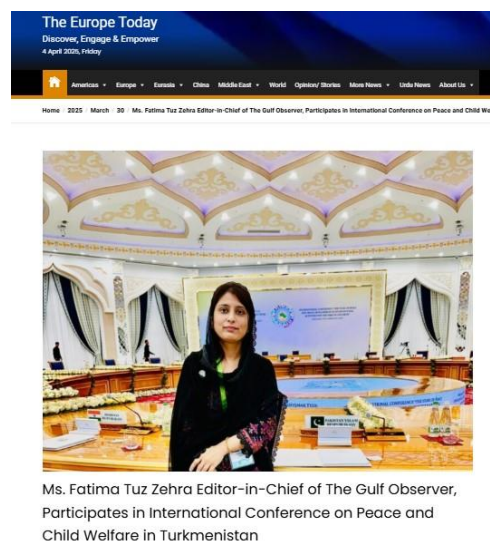 The Europe Today
Discover, Engage & Empower
4 April 2025, Friday
Americas Europe Eurasia China Middle East World Opinion/ Stories More News Urdu News About Us
Home 2025 March 30 Ms. Fatima Tuz Zehra Editor-in-Chief of The Gulf Observer, Participates in International Conference on Peace and Child We
Ms. Fatima Tuz Zehra Editor-in-Chief of The Gulf Observer,
Participates in International Conference on Peace and
Child Welfare in Turkmenistan